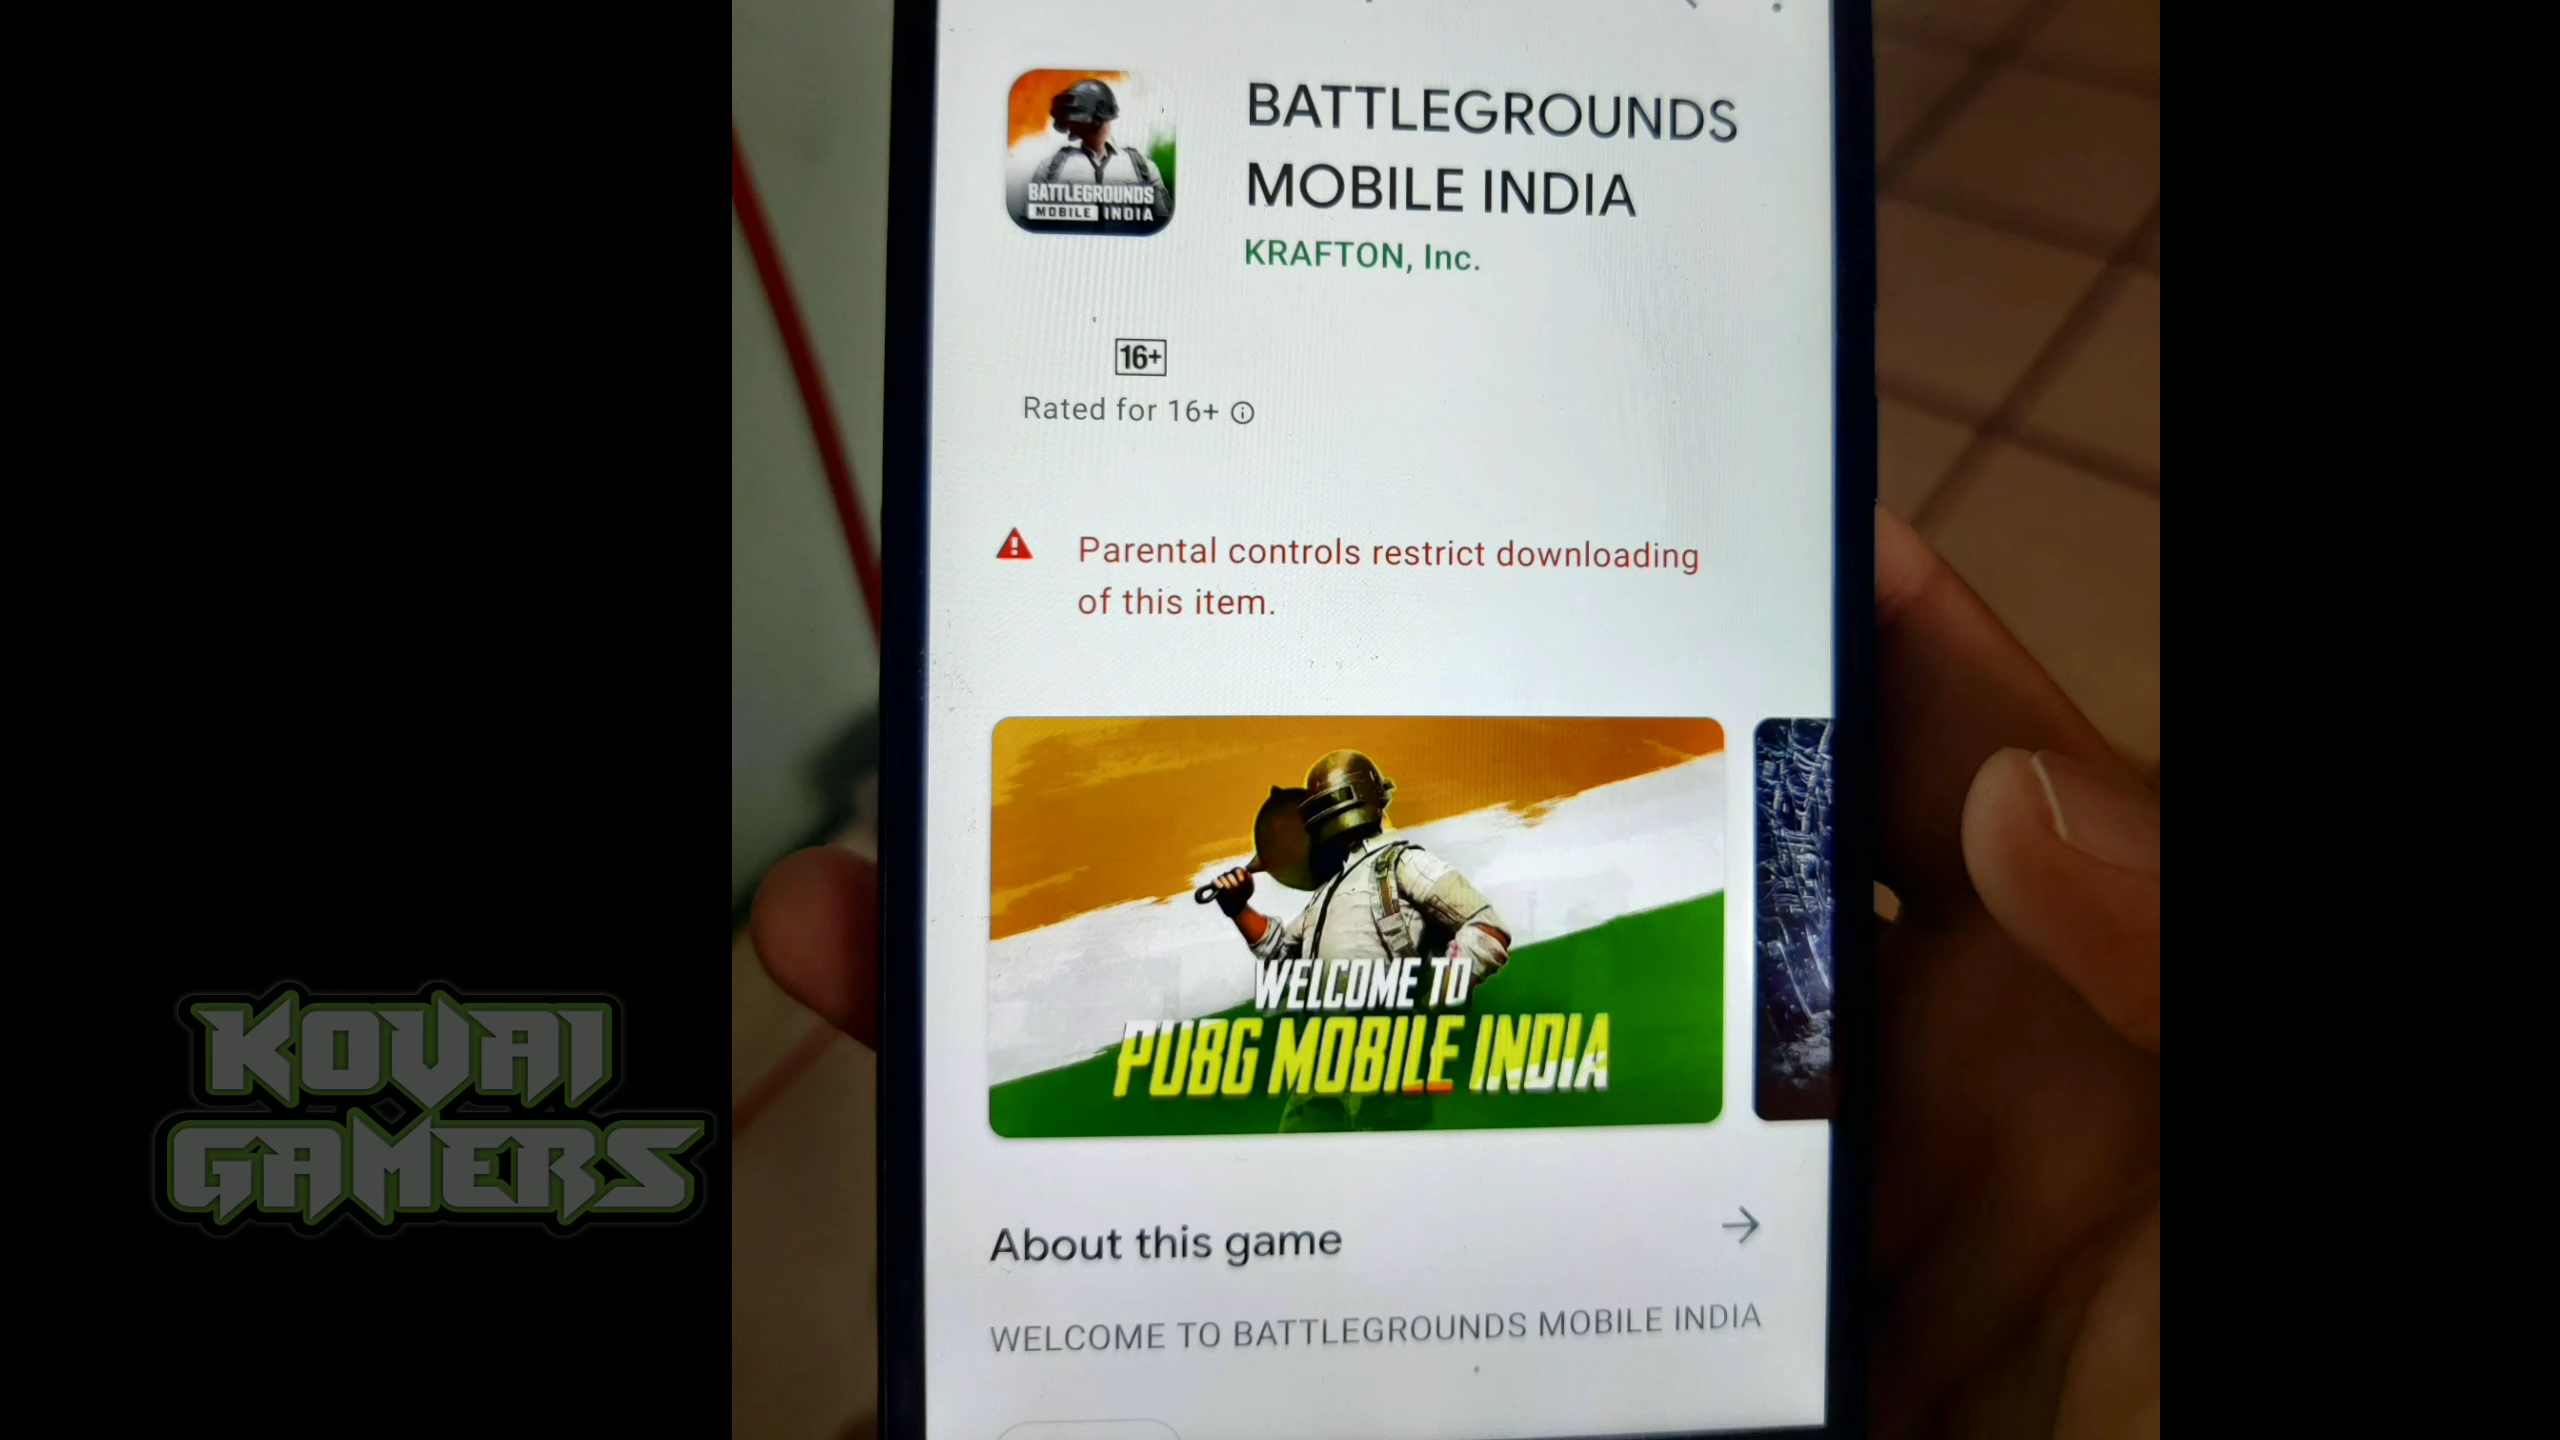 BATTLEGROUNDS
MOBILE INDIA
BATTLEGROUNDS
MOBILE INDIA
KRAFTON, Inc.
16+
Rated for 16+
Parental controls restrict downloading
of this item.
WELCOME TO
PUBG MOBILE INDIA
About this game
WELCOME TO BATTLEGROUNDS MOBILE INDIA
KOVAI
GAMERS